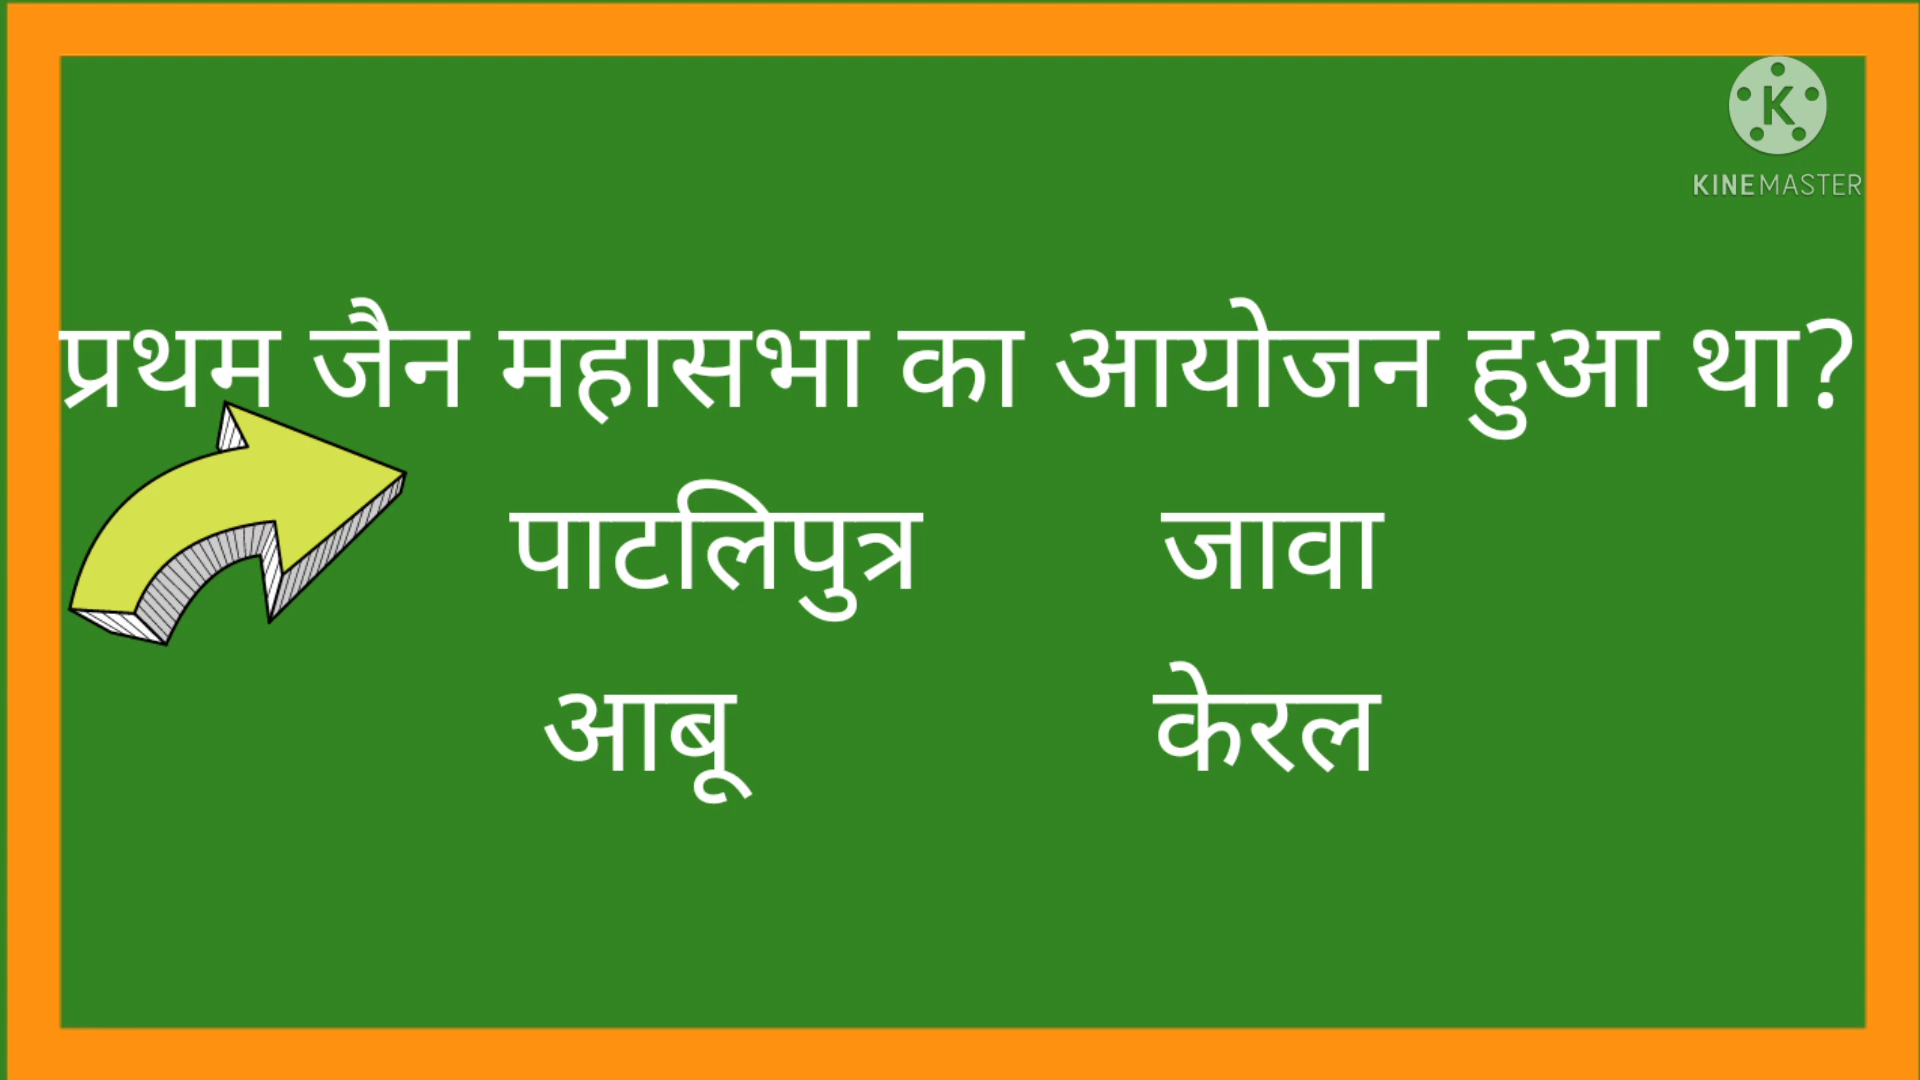 K
KINEMASTER
प्रथम जैन महासभा का आयोजन हुआ था?
पाटलिपुत्र जावा
आबू केरल